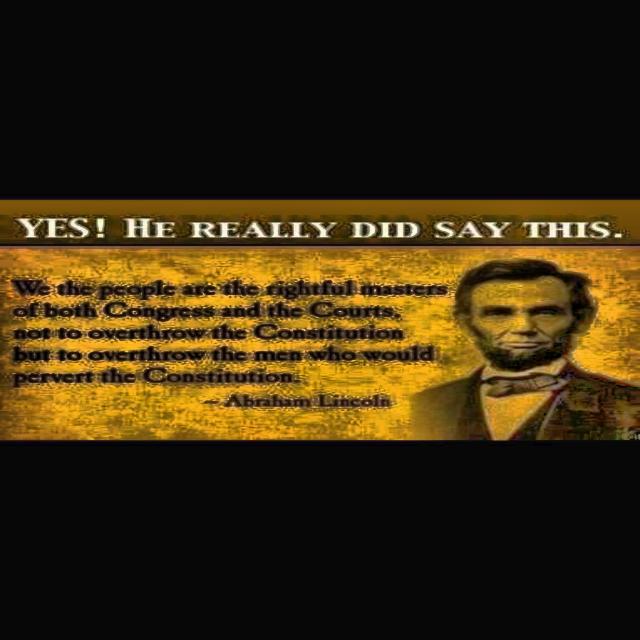 YES! HE REALLY DID SAY THIS.
We the people are the rightful masters
of both Congress and the Courts,
not to overthrow the Constitution
but to overthrow the men who would
pervert the Constitution.
~ Abraham Lincoln